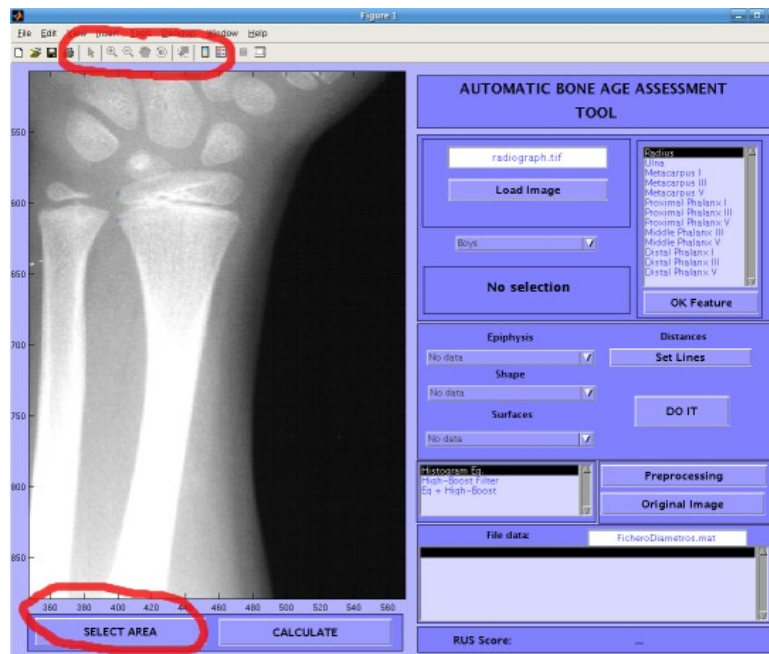 Figure 1
File Edit View Insert Tools Desktop Window Help
AUTOMATIC BONE AGE ASSESSMENT
TOOL
550
600
650
700
750
800
850
360 380 400 420 440 460 480 500 520 540 560
radiograph.tif
Load Image
Boys
No selection
Radius
Ulna
Metacarpus I
Metacarpus III
Metacarpus V
Proximal Phalanx I
Proximal Phalanx III
Proximal Phalanx V
Middle Phalanx III
Middle Phalanx V
Distal Phalanx I
Distal Phalanx III
Distal Phalanx V
OK Feature
Epiphysis
No data
Shape
No data
Surfaces
No data
Distances
Set Lines
DO IT
Histogram Eq.
High-Boost Filter
Eq + High-Boost
Preprocessing
Original Image
File data:
FicheroDiametros.mat
SELECT AREA
CALCULATE
RUS Score:
--